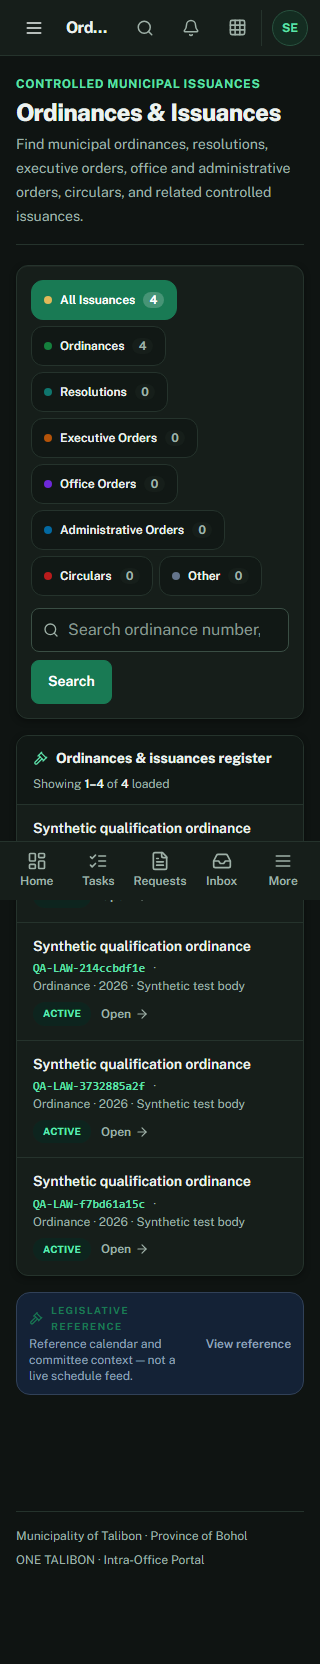 Ord...
SE
CONTROLLED MUNICIPAL ISSUANCES
Ordinances & Issuances
Find municipal ordinances, resolutions,
executive orders, office and administrative
orders, circulars, and related controlled
issuances.
All Issuances 4
Ordinances 4
Resolutions 0
Executive Orders 0
Office Orders 0
Administrative Orders 0
Circulars 0 Other 0
Search ordinance number,
Search
Ordinances & issuances register
Showing 1–4 of 4 loaded
Synthetic qualification ordinance
Home Tasks Requests Inbox More
Synthetic qualification ordinance
QA-LAW-214ccbdf1e ·
Ordinance · 2026 · Synthetic test body
ACTIVE Open →
Synthetic qualification ordinance
QA-LAW-3732885a2f ·
Ordinance · 2026 · Synthetic test body
ACTIVE Open →
Synthetic qualification ordinance
QA-LAW-f7bd61a15c ·
Ordinance · 2026 · Synthetic test body
ACTIVE Open →
LEGISLATIVE
REFERENCE
Reference calendar and
committee context — not a
live schedule feed.
View reference
Municipality of Talibon · Province of Bohol
ONE TALIBON · Intra-Office Portal